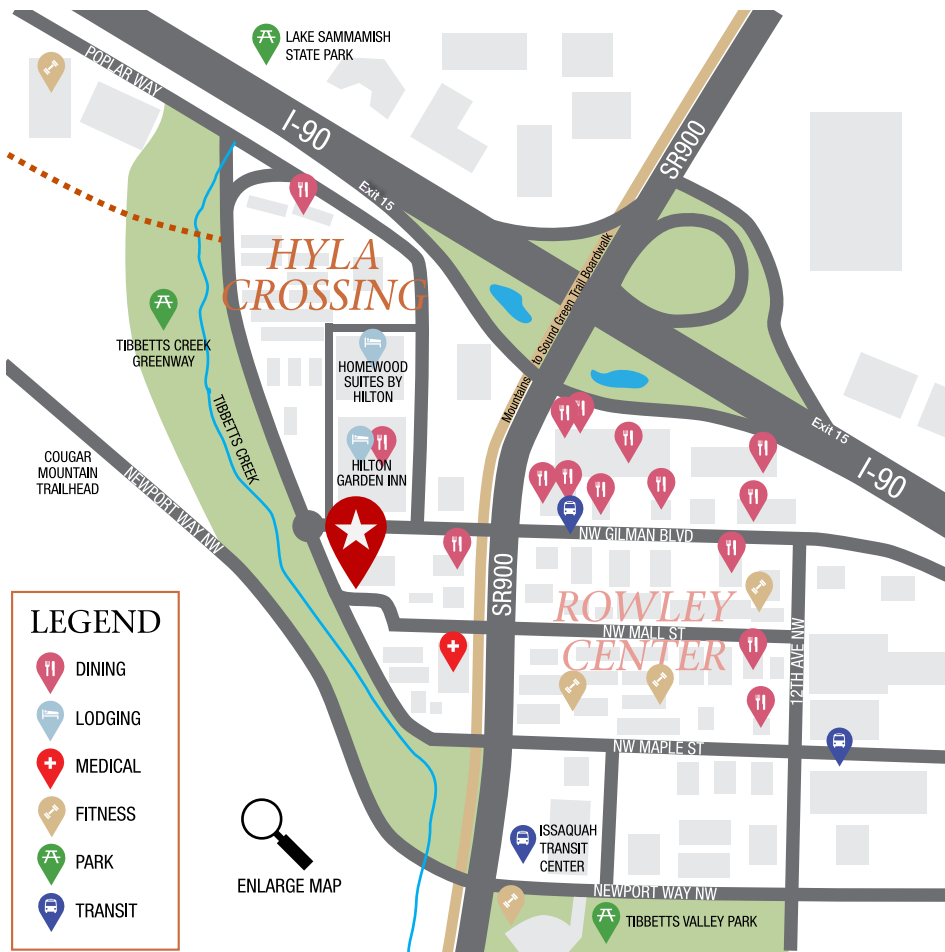 LAKE SAMMAMISH
STATE PARK
POPLAR WAY
I-90
SR900
Exit 15
HYLA
CROSSING
Mountains to Sound Green Trail Boardwalk
TIBBETTS CREEK
GREENWAY
HOMEWOOD
SUITES BY
HILTON
TIBBETTS CREEK
HILTON
GARDEN INN
COUGAR
MOUNTAIN
TRAILHEAD
NEWPORT WAY NW
Exit 15
I-90
NW GILMAN BLVD
SR900
ROWLEY
CENTER
NW MALL ST
12TH AVE NW
NW MAPLE ST
LEGEND
DINING
LODGING
MEDICAL
FITNESS
PARK
TRANSIT
ENLARGE MAP
ISSAQUAH
TRANSIT
CENTER
NEWPORT WAY NW
TIBBETTS VALLEY PARK